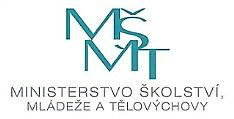 MŠ
MT
MINISTERSTVO ŠKOLSTVÍ,
MLÁDEŽE A TĚLOVÝCHOVY